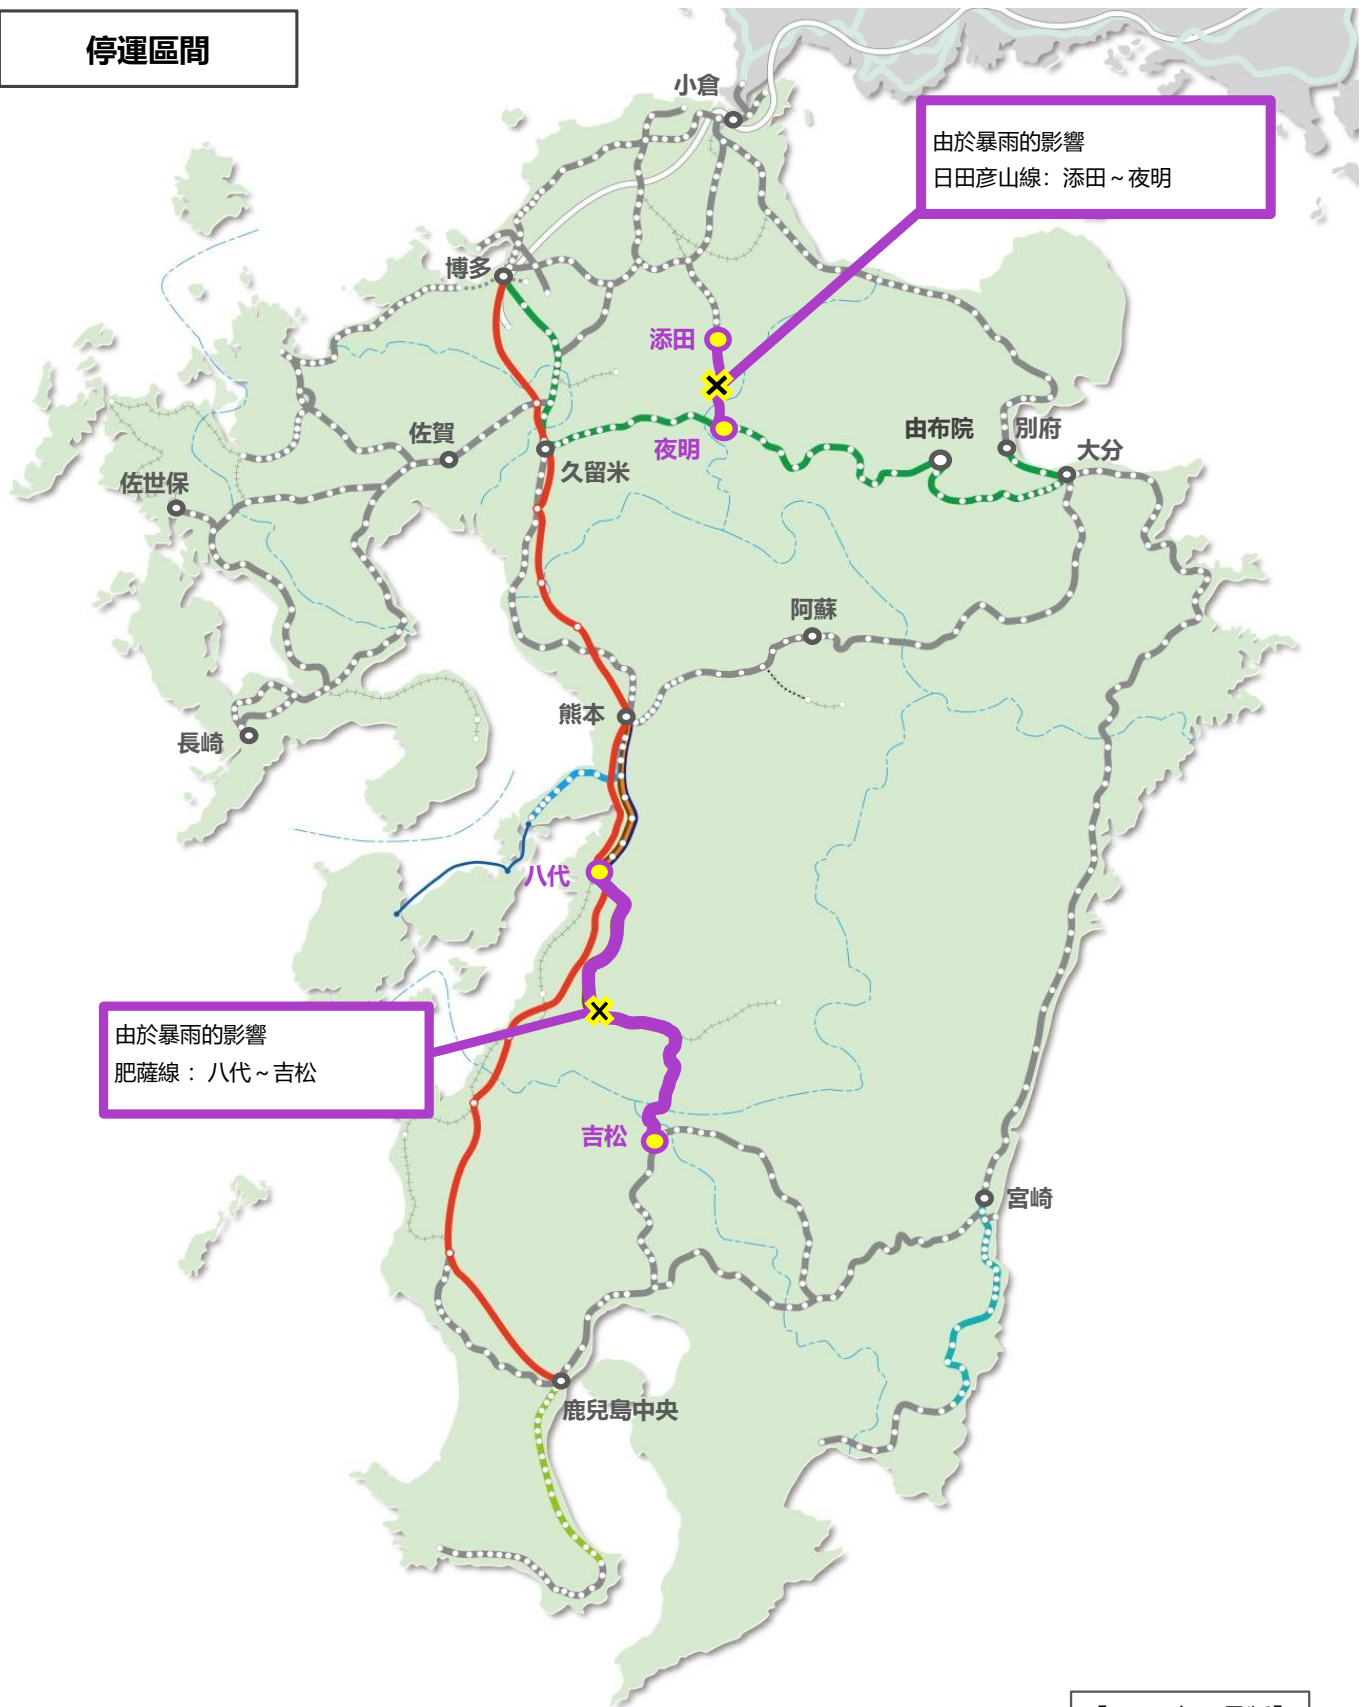 停運區間
小倉
由於暴雨的影響
日田彦山線：添田～夜明
博多
添田
夜明
由布院
別府
大分
佐賀
久留米
佐世保
阿蘇
熊本
長崎
八代
由於暴雨的影響
肥薩線：八代～吉松
吉松
宮崎
鹿兒島中央